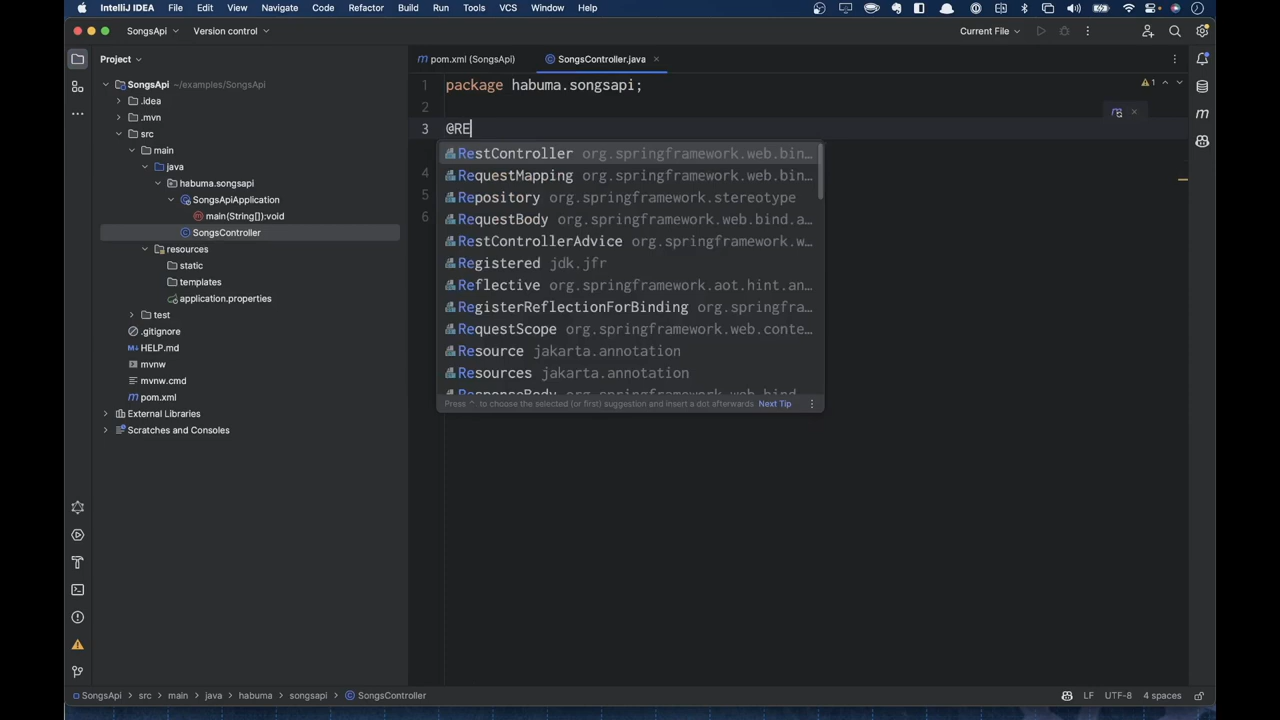 IntelliJ IDEA File Edit View Navigate Code Refactor Build Run Tools VCS Window Help
SongsApi Version control Current File
Project
pom.xml (SongsApi) SongsController.java
SongsApi ~/examples/SongsApi
.idea
.mvn
src
main
java
habuma.songsapi
SongsApiApplication
main(String[]):void
SongsController
resources
static
templates
application.properties
test
.gitignore
HELP.md
mvnw
mvnw.cmd
pom.xml
External Libraries
Scratches and Consoles
1 package habuma.songsapi;
1
2
3 @RE
4
5
6
RestController org.springframework.web.bin…
RequestMapping org.springframework.web.bin…
Repository org.springframework.stereotype
RequestBody org.springframework.web.bind.a…
RestControllerAdvice org.springframework.w…
Registered jdk.jfr
Reflective org.springframework.aot.hint.an…
RegisterReflectionForBinding org.springfra…
RequestScope org.springframework.web.conte…
Resource jakarta.annotation
Resources jakarta.annotation
ResponseBody org.springframework.web.bind
Press ^. to choose the selected (or first) suggestion and insert a dot afterwards Next Tip
SongsApi > src > main > java > habuma > songsapi > SongsController
LF UTF-8 4 spaces